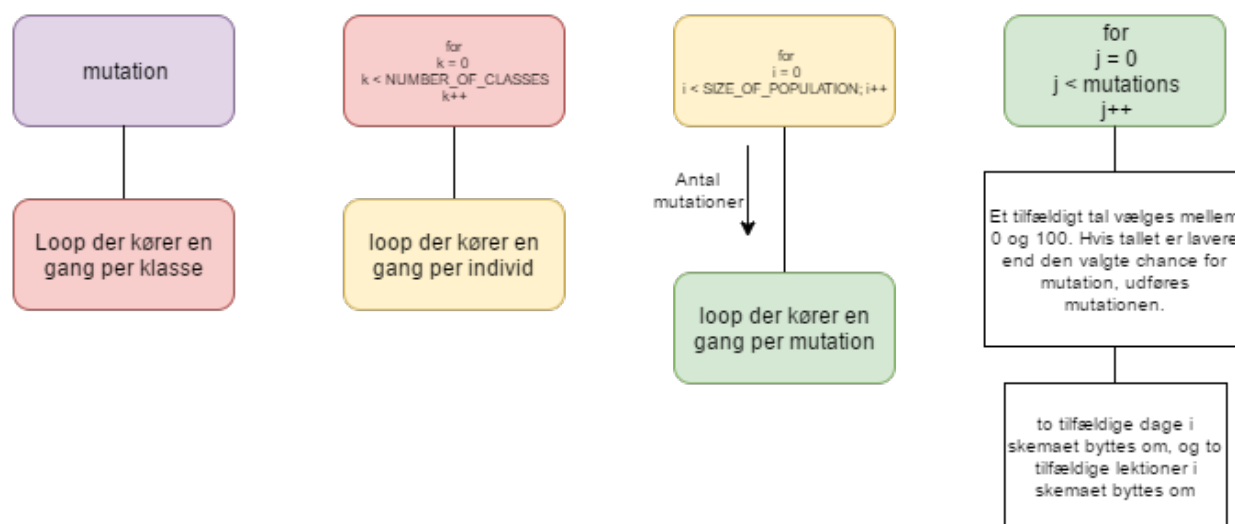 mutation
Loop der kører en
gang per klasse
for
k = 0
k < NUMBER_OF_CLASSES
k++
loop der kører en
gang per individ
for
i = 0
i < SIZE_OF_POPULATION; i++
Antal
mutationer
loop der kører en
gang per mutation
for
j = 0
j < mutations
j++
Et tilfældigt tal vælges mellem
0 og 100. Hvis tallet er lavere
end den valgte chance for
mutation, udføres
mutationen.
to tilfældige dage i
skemaet byttes om, og to
tilfældige lektioner i
skemaet byttes om